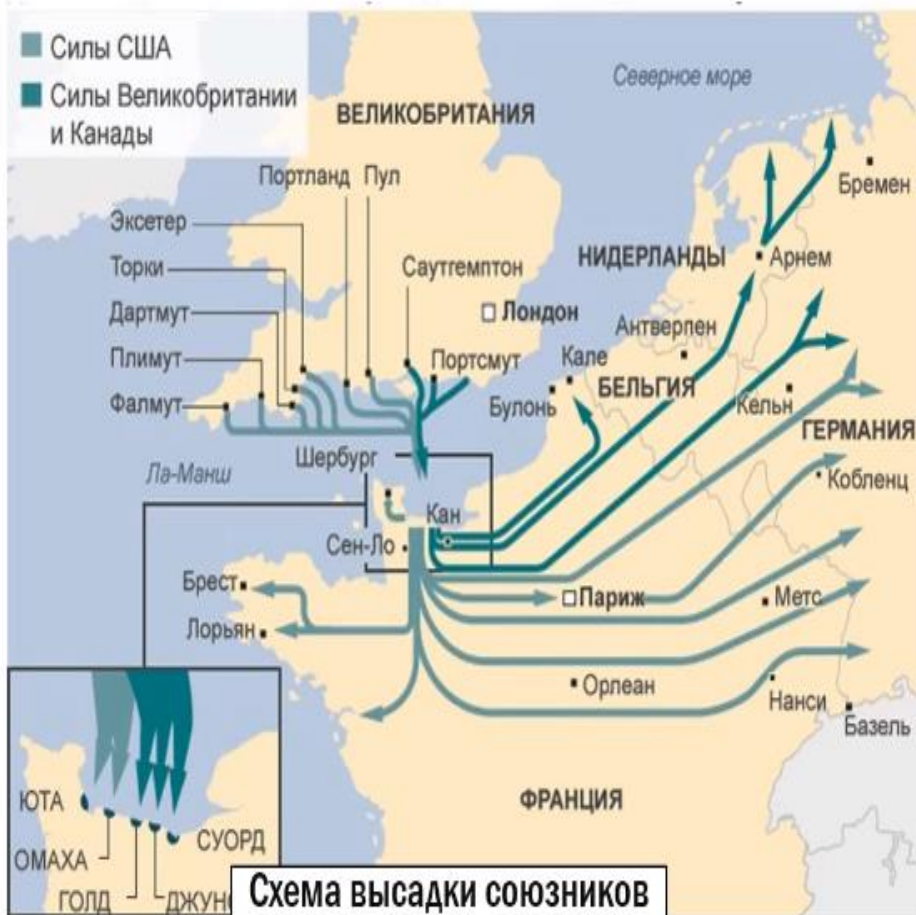 Силы США
Силы Великобритании
и Канады
Северное море
ВЕЛИКОБРИТАНИЯ
Портланд
Пул
Эксетер
Торки
Дартмут
Плимут
Фалмут
Саутгемптон
Лондон
Портсмут
Бремен
НИДЕРЛАНДЫ
Арнем
Антверпен
Кале
БЕЛЬГИЯ
Булонь
Кельн
ГЕРМАНИЯ
Кобленц
Ла-Манш
Шербург
Кан
Сен-Ло
Брест
Лорьян
Париж
Метс
Орлеан
Нанси
Базель
ФРАНЦИЯ
ЮТА
ОМАХА
ГОЛД
СУОРД
Схема высадки союзников